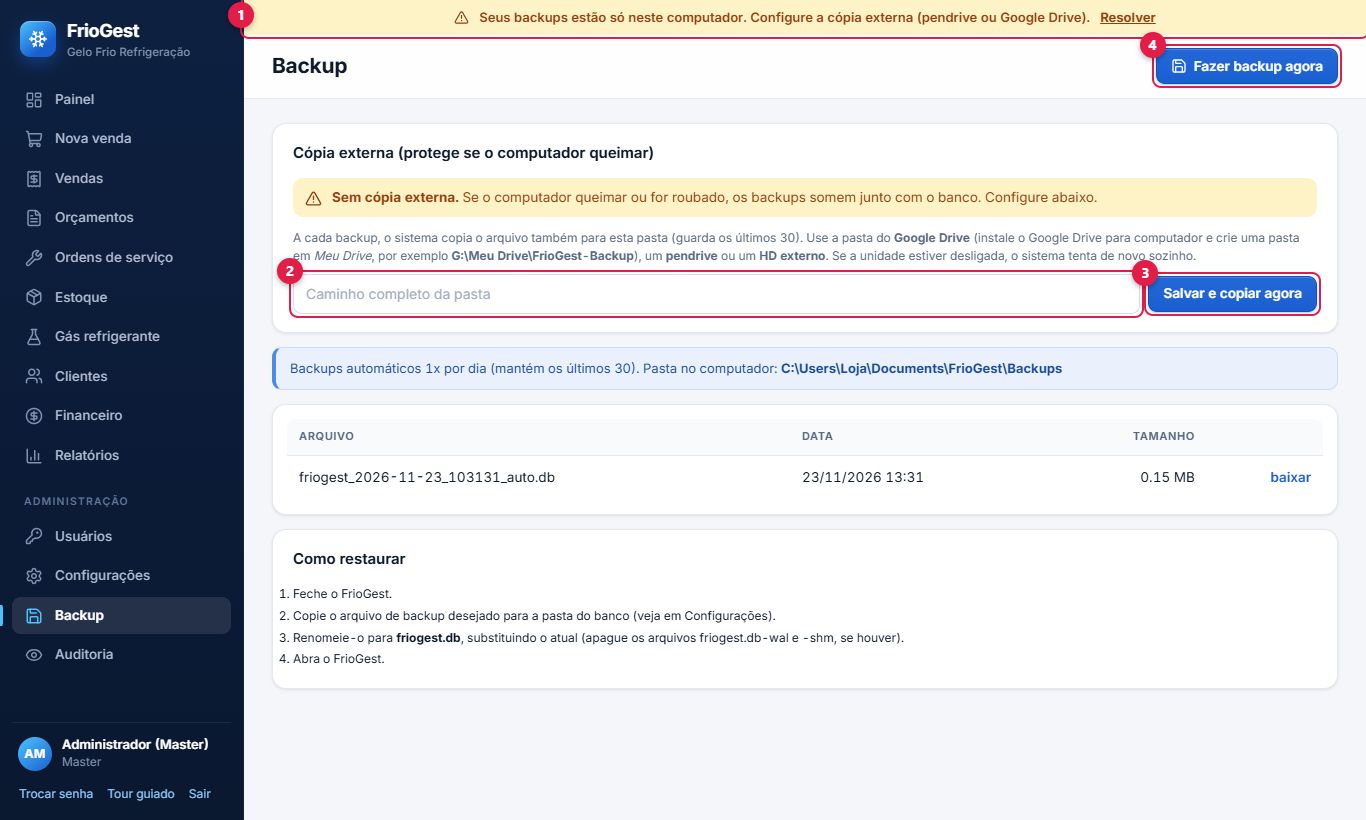 1
Seus backups estão só neste computador. Configure a cópia externa (pendrive ou Google Drive). Resolver
FrioGest
Gelo Frio Refrigeração
Painel
Nova venda
Vendas
Orçamentos
Ordens de serviço
Estoque
Gás refrigerante
Clientes
Financeiro
Relatórios
ADMINISTRAÇÃO
Usuários
Configurações
Backup
Auditoria
AM
Administrador (Master)
Master
Trocar senha Tour guiado Sair
Backup
4
Fazer backup agora
Cópia externa (protege se o computador queimar)
Sem cópia externa. Se o computador queimar ou for roubado, os backups somem junto com o banco. Configure abaixo.
A cada backup, o sistema copia o arquivo também para esta pasta (guarda os últimos 30). Use a pasta do Google Drive (instale o Google Drive para computador e crie uma pasta
em Meu Drive, por exemplo G:\Meu Drive\FrioGest-Backup), um pendrive ou um HD externo. Se a unidade estiver desligada, o sistema tenta de novo sozinho.
2
Caminho completo da pasta
3
Salvar e copiar agora
Backups automáticos 1x por dia (mantém os últimos 30). Pasta no computador: C:\Users\Loja\Documents\FrioGest\Backups
ARQUIVO DATA TAMANHO
friogest_2026-11-23_103131_auto.db 23/11/2026 13:31 0.15 MB baixar
Como restaurar
1. Feche o FrioGest.
2. Copie o arquivo de backup desejado para a pasta do banco (veja em Configurações).
3. Renomeie-o para friogest.db, substituindo o atual (apague os arquivos friogest.db-wal e -shm, se houver).
4. Abra o FrioGest.